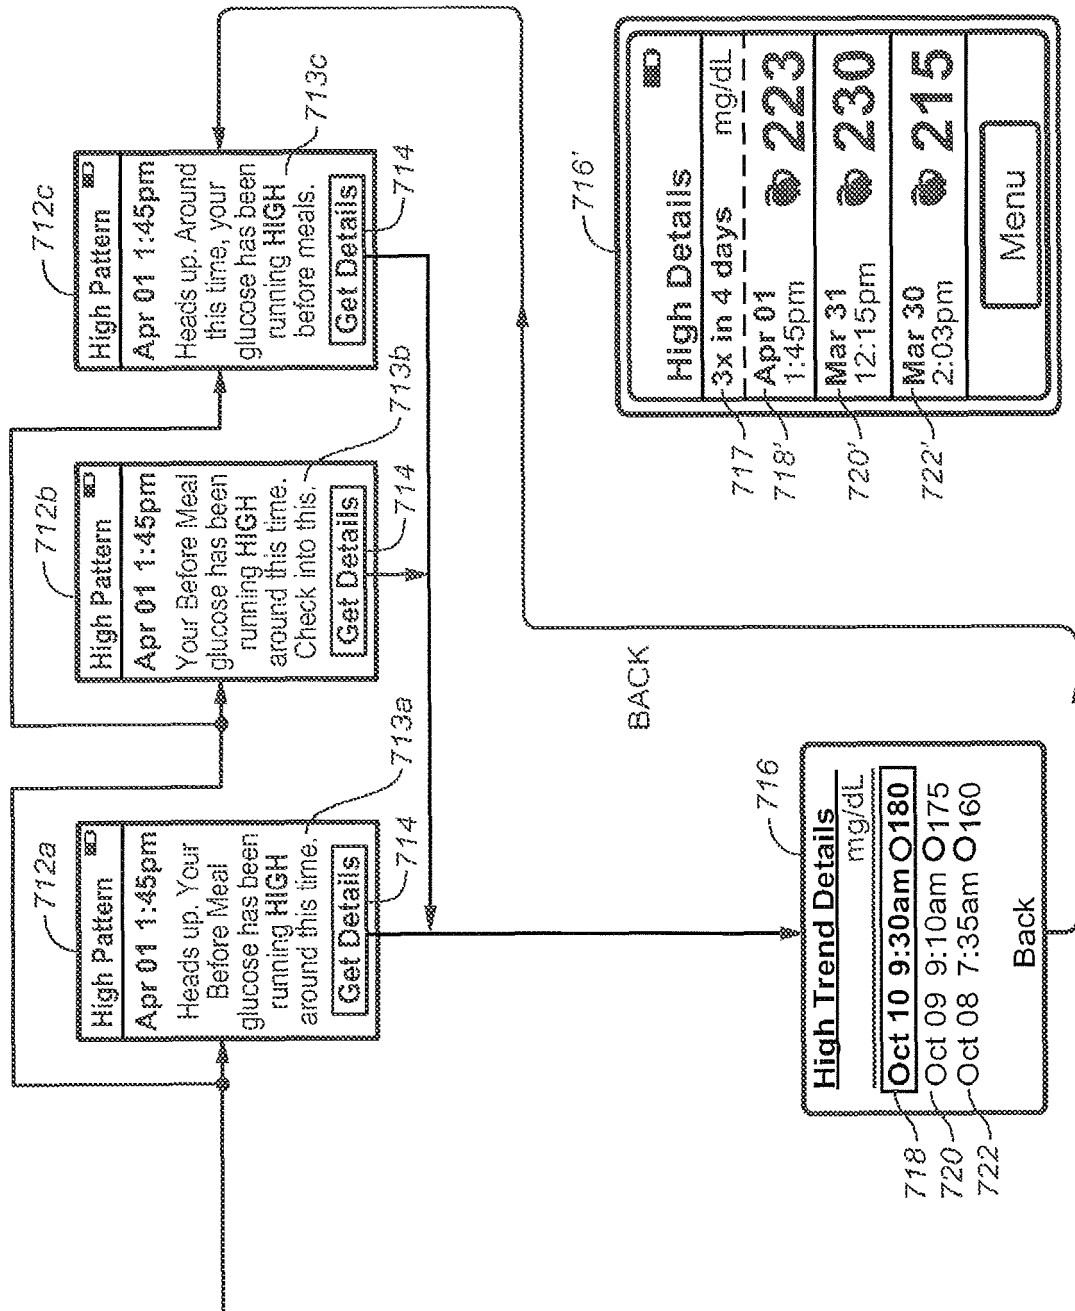 712a
High Pattern
Apr 01 1:45pm
Heads up. Your
Before Meal
glucose has been
running HIGH
around this time.
713a
Get Details
714
712b
High Pattern
Apr 01 1:45pm
Your Before Meal
glucose has been
running HIGH
around this time.
Check into this.
713b
Get Details
714
712c
High Pattern
Apr 01 1:45pm
Heads up. Around
this time, your
glucose has been
running HIGH
before meals.
713c
Get Details
714
BACK
716
High Trend Details
mg/dL
718
Oct 10 9:30am O180
720
Oct 09 9:10am O175
722
Oct 08 7:35am O160
Back
716'
High Details
717
3x in 4 days mg/dL
718'
Apr 01
1:45pm
223
720'
Mar 31
12:15pm
230
722'
Mar 30
2:03pm
215
Menu